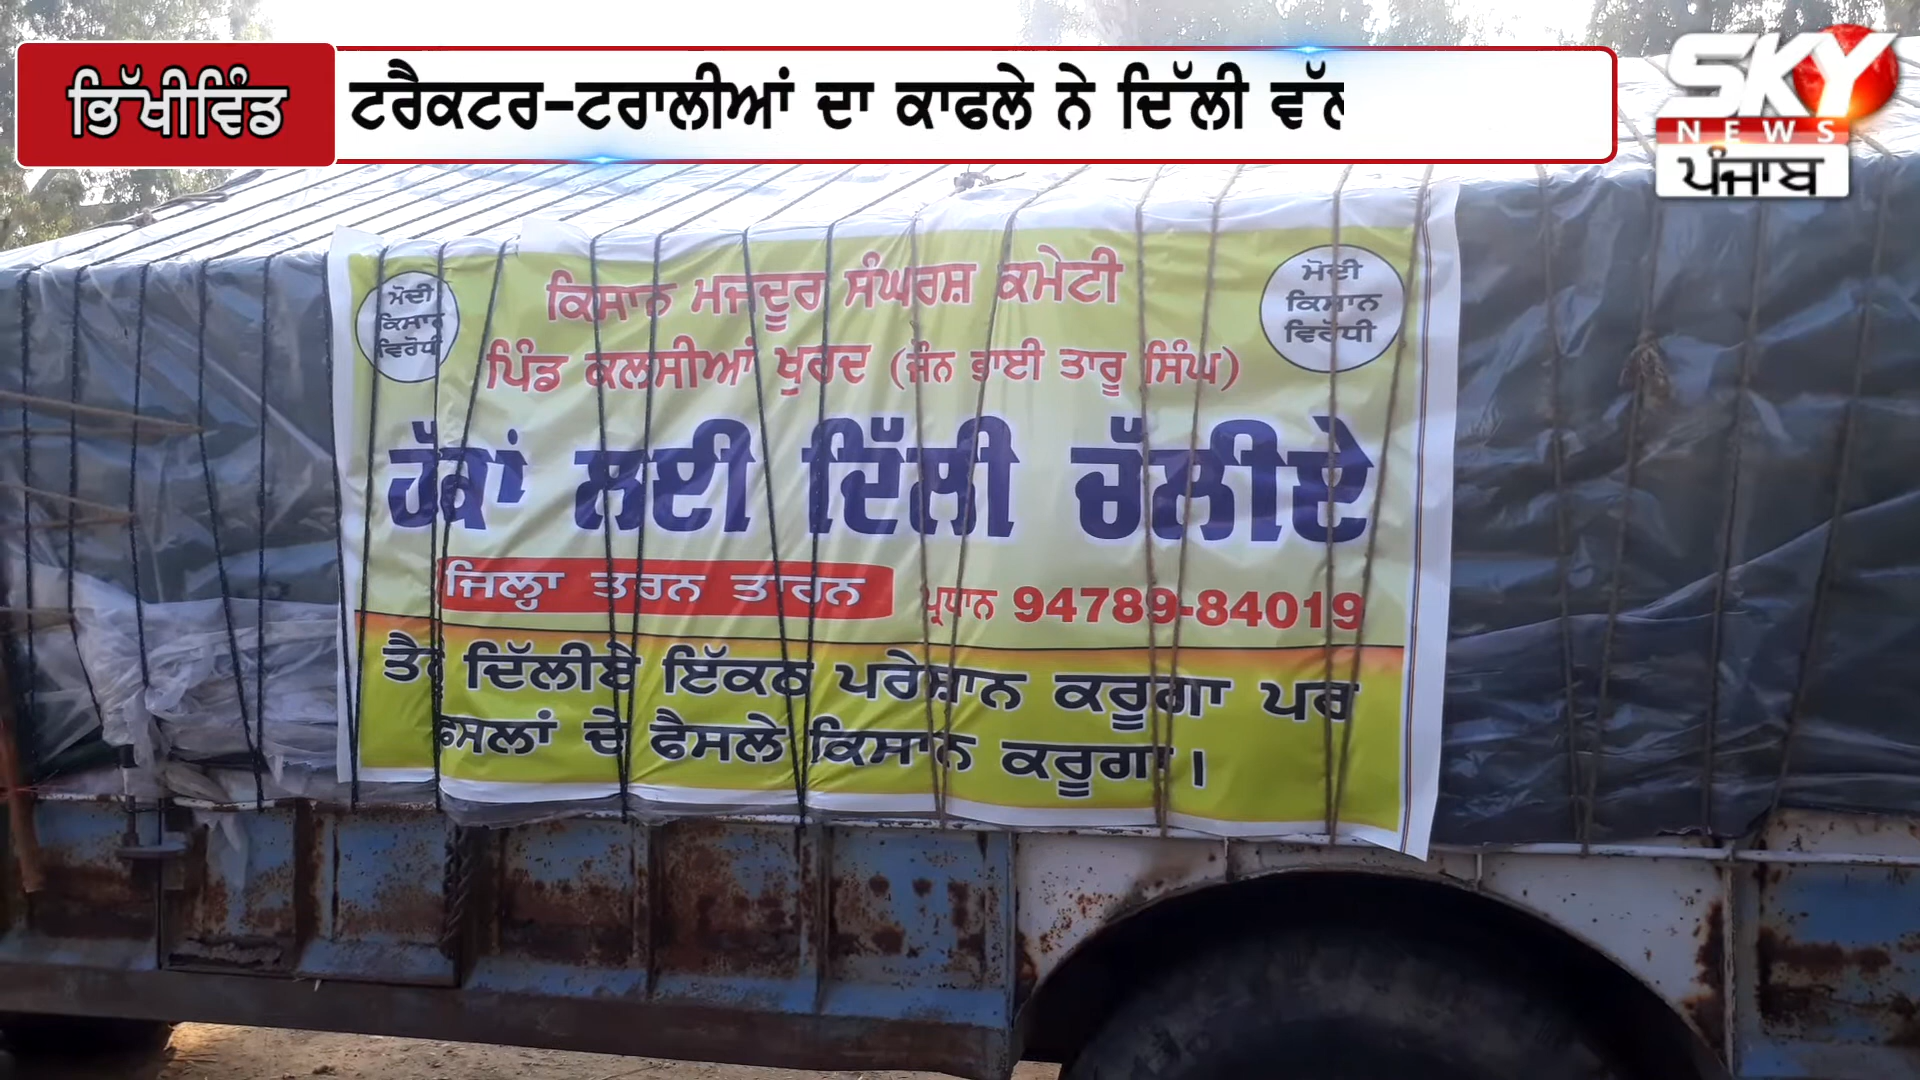 ਭਿੱਖੀਵਿੰਡ
ਟਰੈਕਟਰ-ਟਰਾਲੀਆਂ ਦਾ ਕਾਫਲੇ ਨੇ ਦਿੱਲੀ ਵੱਲ
SKY
NEWS
ਪੰਜਾਬ
ਮੋਦੀ
ਕਿਸਾਨ
ਵਿਰੋਧੀ
ਕਿਸਾਨ ਮਜਦੂਰ ਸੰਘਰਸ਼ ਕਮੇਟੀ
ਮੋਦੀ
ਕਿਸਾਨ
ਵਿਰੋਧੀ
ਪਿੰਡ ਕਲਸੀਆਂ ਖੁਰਦ (ਜੌਨ ਭਾਈ ਤਾਰੂ ਸਿੰਘ)
ਹੱਕਾਂ ਲਈ ਦਿੱਲੀ ਚੱਲੀਏ
ਜਿਲ੍ਹਾ ਤਰਨ ਤਾਰਨ
ਪ੍ਰਧਾਨ 94789-84019
ਦਿੱਲੀਏ ਇੱਕਠ ਪਰੇਸ਼ਾਨ ਕਰੂਗਾ ਪਰ
ਫਸਲਾਂ ਦੇ ਫੈਸਲੇ ਕਿਸਾਨ ਕਰੂਗਾ।